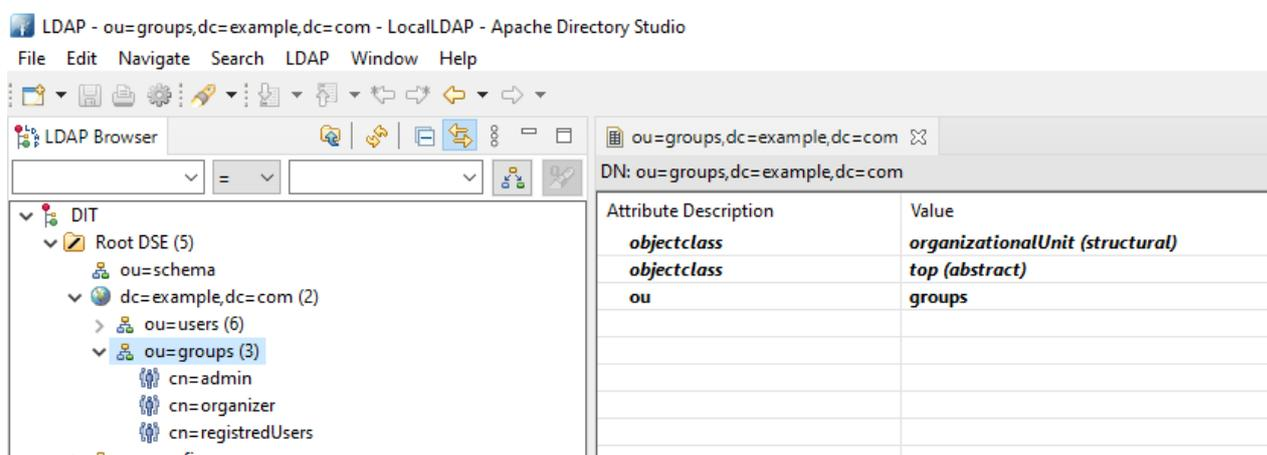 LDAP - ou=groups,dc=example,dc=com - LocalLDAP - Apache Directory Studio
File Edit Navigate Search LDAP Window Help
LDAP Browser
=
DIT
Root DSE (5)
ou=schema
dc=example,dc=com (2)
ou=users (6)
ou=groups (3)
cn=admin
cn=organizer
cn=registredUsers
ou=groups,dc=example,dc=com
DN: ou=groups,dc=example,dc=com
Attribute Description Value
objectclass organizationalUnit (structural)
objectclass top (abstract)
ou groups